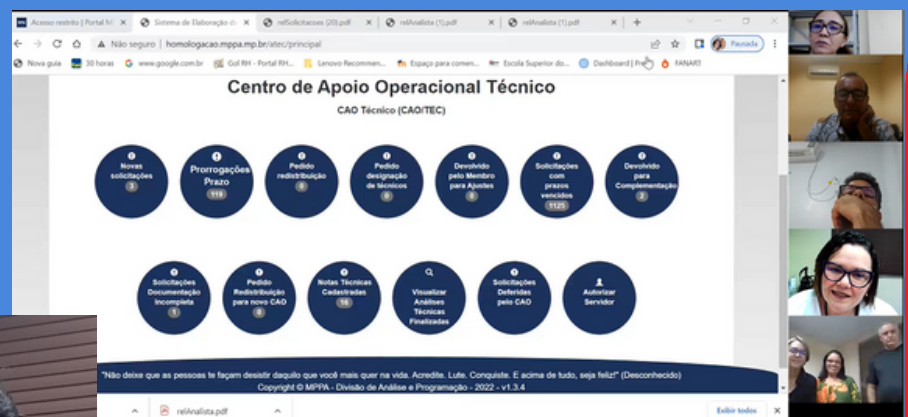 Acesso restrito | Portal M
Sistema de Elaboração de
relSolicitacoes (20).pdf
relAnalista (1).pdf
relAnalista (1).pdf
Não seguro | homologacao.mppa.mp.br/atec/principal
Pausada
Nova guia
30 horas
www.google.com.br
Gol RH - Portal RH...
Lenovo Recommen...
Espaço para comen...
Escola Superior do...
Dashboard | Pre
FANART
Centro de Apoio Operacional Técnico
CAO Técnico (CAO/TEC)
Novas
solicitações
3
Prorrogações
Prazo
119
Pedido
redistribuição
0
Pedido
designação
de técnicos
0
Devolvido
pelo Membro
para Ajustes
0
Solicitações
com
prazos
vencidos
1125
Devolvido
para
Complementação
2
Solicitações
Documentação
Incompleta
1
Pedido
Redistribuição
para novo CAO
0
Notas Técnicas
Cadastradas
16
Visualizar
Análises
Técnicas
Finalizadas
Solicitações
Deferidas
pelo CAO
Autorizar
Servidor
"Não deixe que as pessoas te façam desistir daquilo que você mais quer na vida. Acredite. Lute. Conquiste. E acima de tudo, seja feliz!" (Desconhecido)
Copyright © MPPA - Divisão de Análise e Programação - 2022 - v1.3.4
relAnalista.pdf
Exibir todos